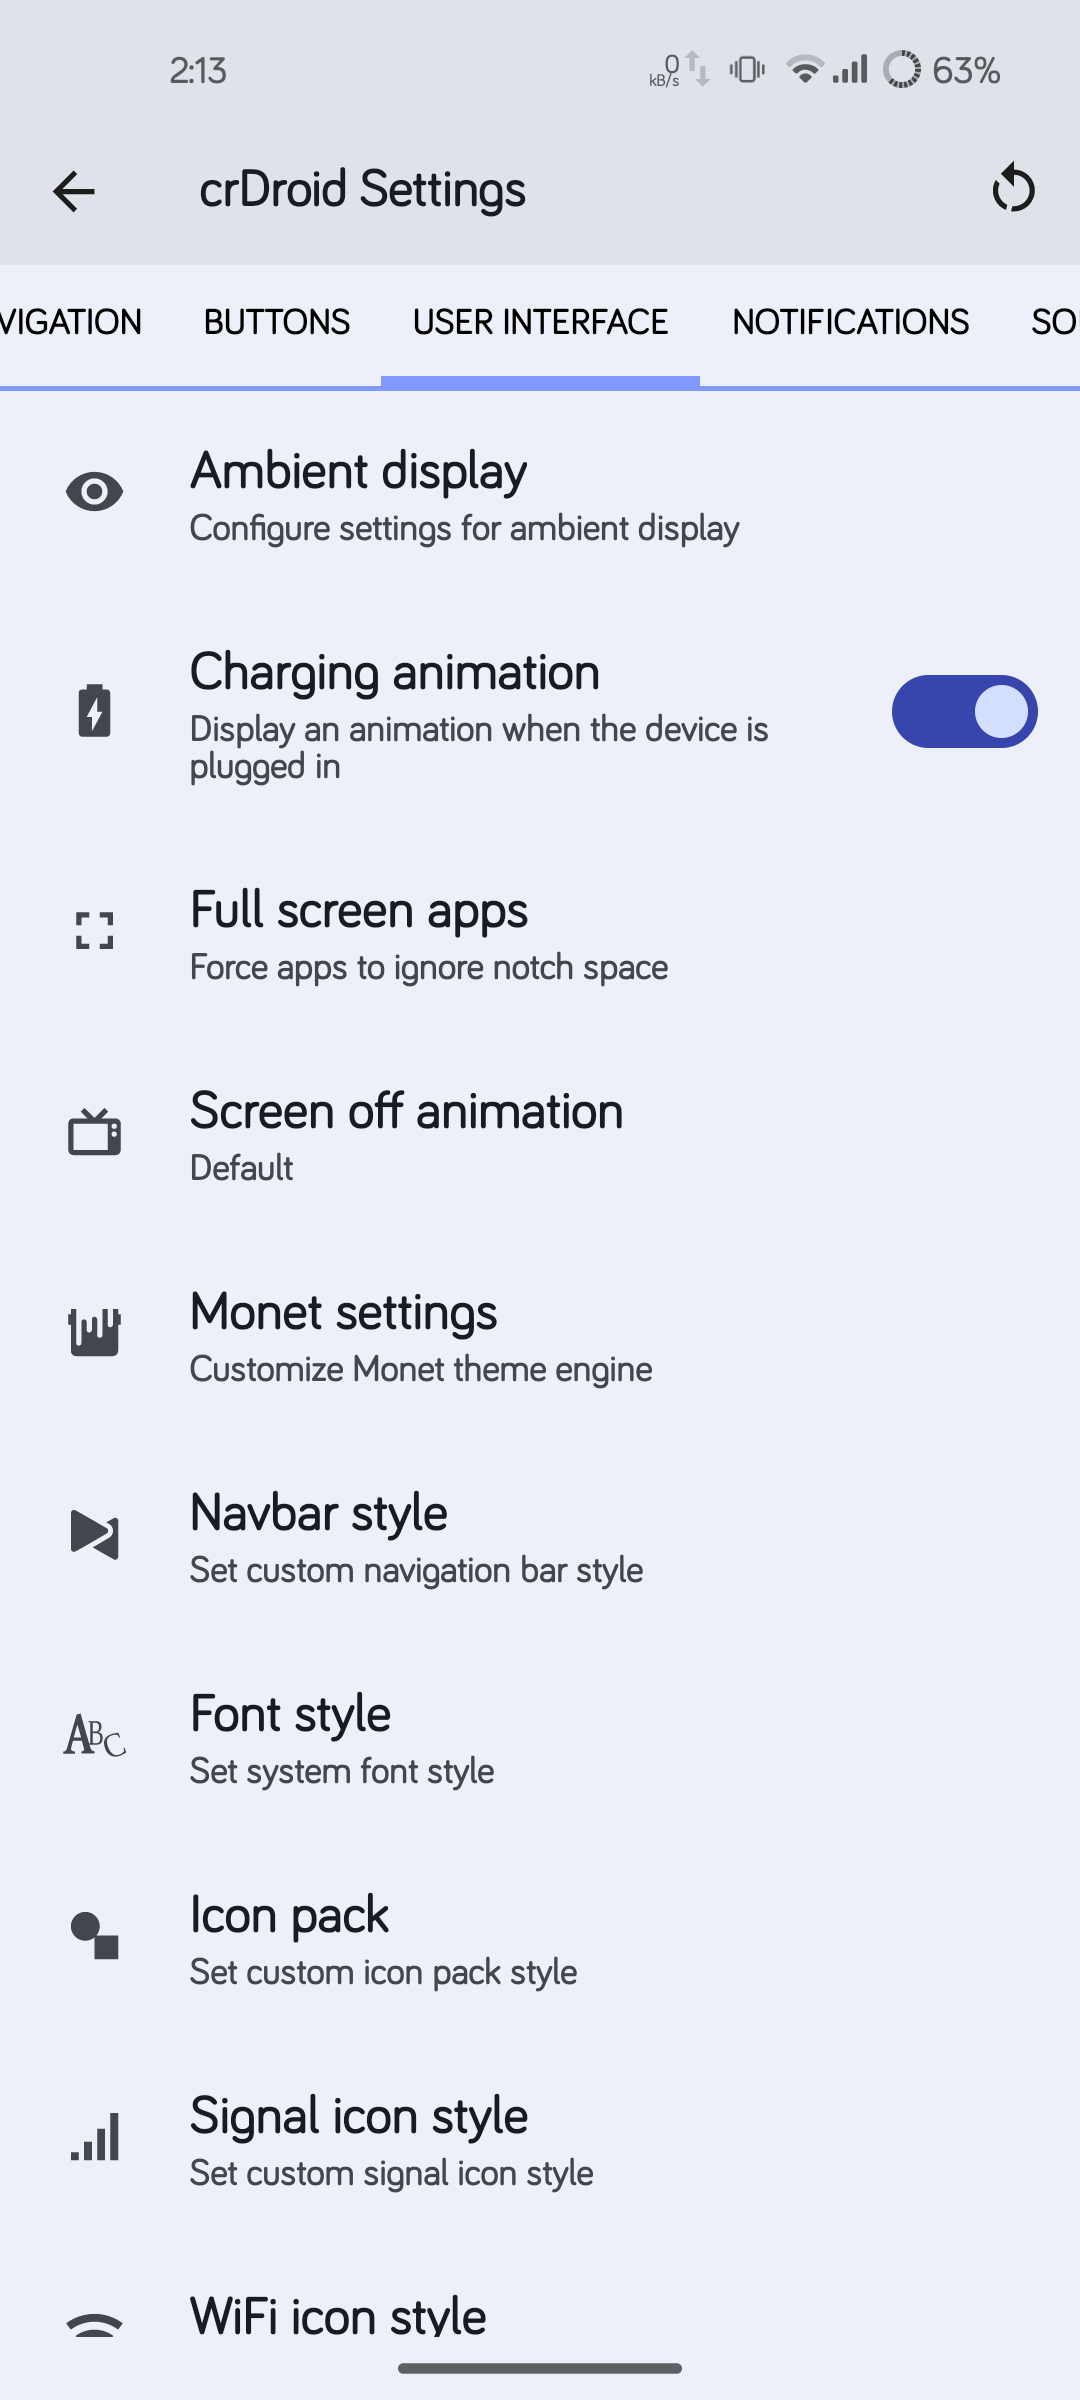 2:13
0
kB/s
63%
crDroid Settings
VIGATION BUTTONS USER INTERFACE NOTIFICATIONS SO
Ambient display
Configure settings for ambient display
Charging animation
Display an animation when the device is
plugged in
Full screen apps
Force apps to ignore notch space
Screen off animation
Default
Monet settings
Customize Monet theme engine
Navbar style
Set custom navigation bar style
ABC
Font style
Set system font style
Icon pack
Set custom icon pack style
Signal icon style
Set custom signal icon style
WiFi icon style